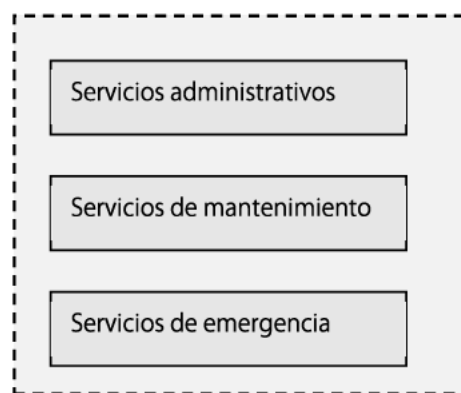 Servicios administrativos
Servicios de mantenimiento
Servicios de emergencia